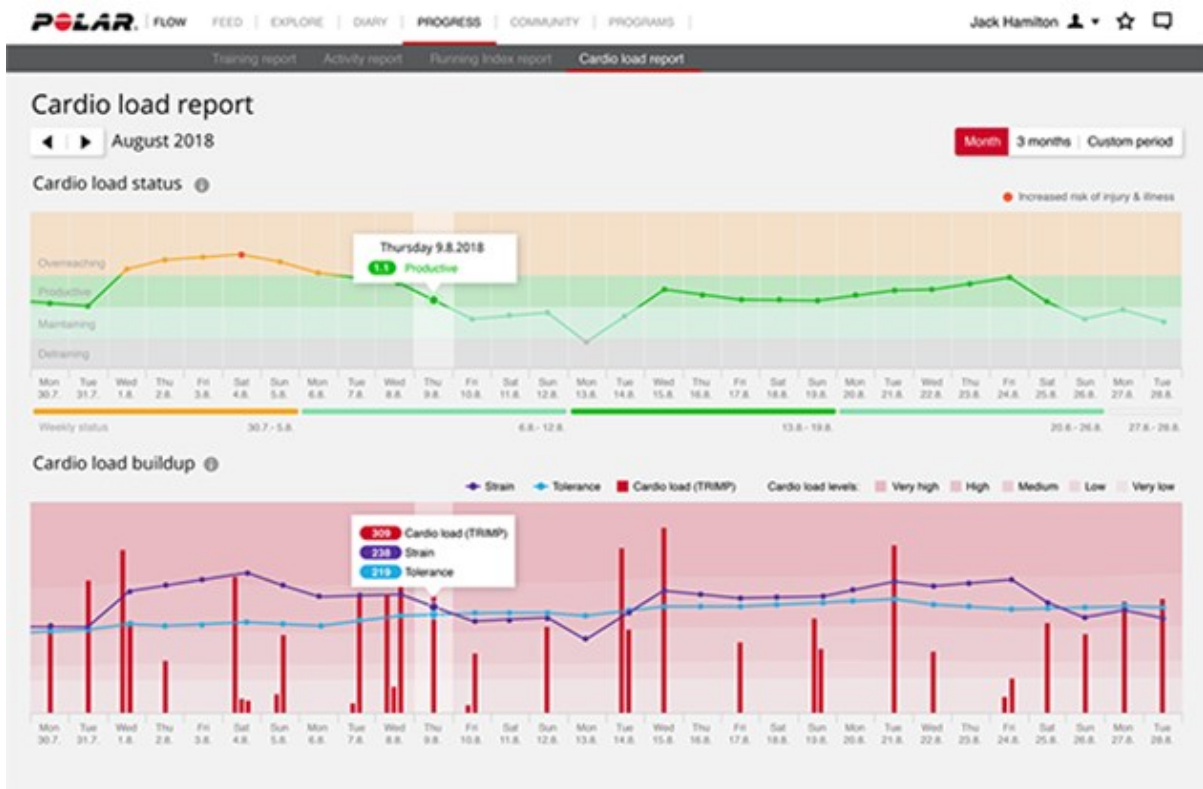 POLAR. FLOW FEED EXPLORE DIARY PROGRESS COMMUNITY PROGRAMS Jack Hamilton
Training report Activity report Running Index report Cardio load report
Cardio load report
August 2018 Month 3 months Custom period
Cardio load status
Increased risk of injury & illness
Thursday 9.8.2018
1.1 Productive
Overreaching
Productive
Maintaining
Detraining
Mon Tue Wed Thu Fri Sat Sun Mon Tue Wed Thu Fri Sat Sun Mon Tue Wed Thu Fri Sat Sun Mon Tue Wed Thu Fri Sat Sun Mon Tue
30.7. 31.7. 1.8. 2.8. 3.8. 4.8. 5.8. 6.8. 7.8. 8.8. 9.8. 10.8. 11.8. 12.8. 13.8. 14.8. 15.8. 16.8. 17.8. 18.8. 19.8. 20.8. 21.8. 22.8. 23.8. 24.8. 25.8. 26.8. 27.8. 28.8.
Weekly status 30.7.- 5.8. 6.8.- 12.8. 13.8.- 19.8. 20.8.- 26.8. 27.8.- 28.8.
Cardio load buildup
Strain Tolerance Cardio load (TRIMP) Cardio load levels: Very high High Medium Low Very low
309 Cardio load (TRIMP)
238 Strain
219 Tolerance
Mon Tue Wed Thu Fri Sat Sun Mon Tue Wed Thu Fri Sat Sun Mon Tue Wed Thu Fri Sat Sun Mon Tue Wed Thu Fri Sat Sun Mon Tue
30.7. 31.7. 1.8. 2.8. 3.8. 4.8. 5.8. 6.8. 7.8. 8.8. 9.8. 10.8. 11.8. 12.8. 13.8. 14.8. 15.8. 16.8. 17.8. 18.8. 19.8. 20.8. 21.8. 22.8. 23.8. 24.8. 25.8. 26.8. 27.8. 28.8.